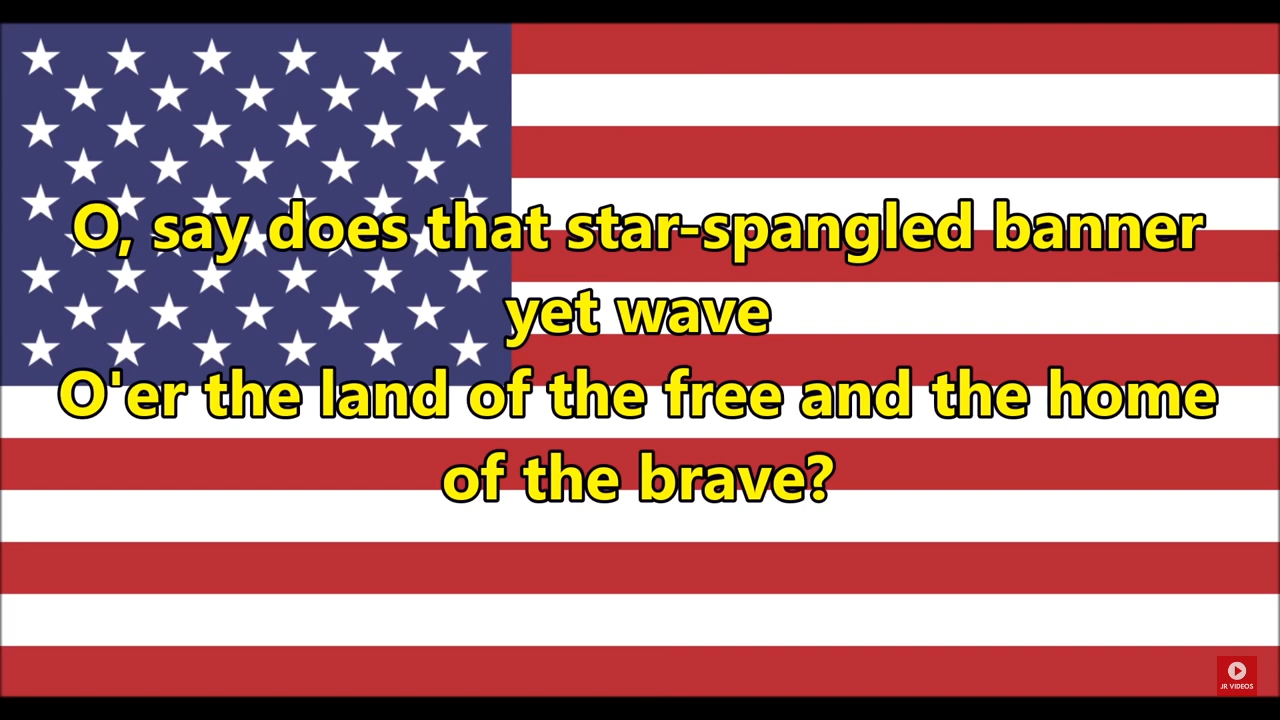 O, say does that star-spangled banner
yet wave
O'er the land of the free and the home
of the brave?
JR VIDEOS